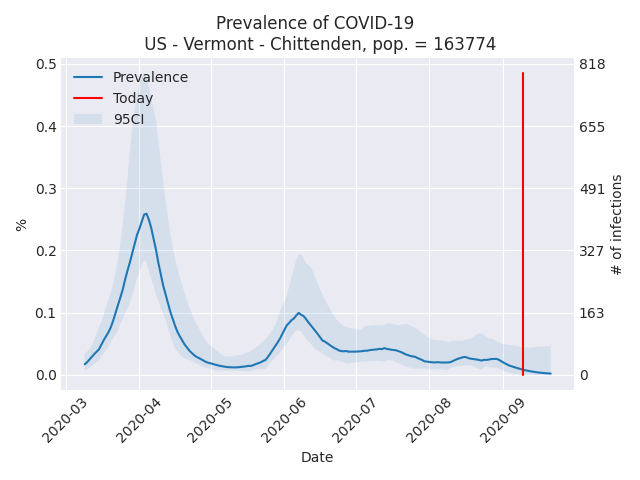 Prevalence of COVID-19
US - Vermont - Chittenden, pop. = 163774
Prevalence
Today
95CI
%
0.5
0.4
0.3
0.2
0.1
0.0
818
655
491
327
163
0
# of infections
2020-03
2020-04
2020-05
2020-06
2020-07
2020-08
2020-09
Date